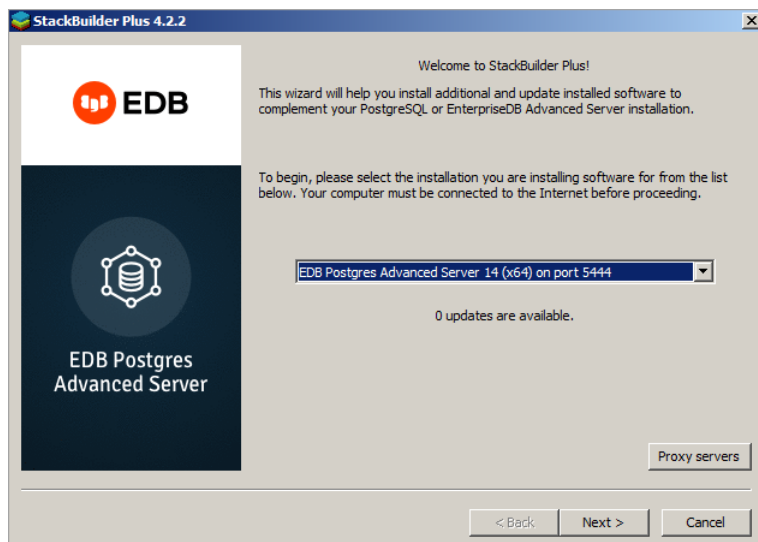 StackBuilder Plus 4.2.2
EDB
EDB Postgres
Advanced Server
Welcome to StackBuilder Plus!
This wizard will help you install additional and update installed software to
complement your PostgreSQL or EnterpriseDB Advanced Server installation.
To begin, please select the installation you are installing software for from the list
below. Your computer must be connected to the Internet before proceeding.
EDB Postgres Advanced Server 14 (x64) on port 5444
0 updates are available.
Proxy servers
< Back
Next >
Cancel